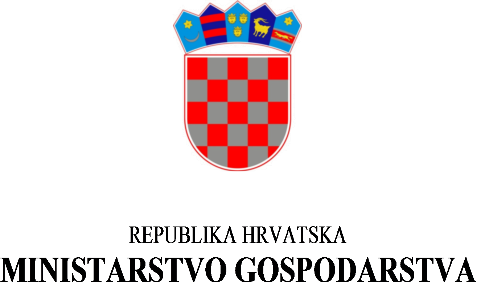 REPUBLIKA HRVATSKA
MINISTARSTVO GOSPODARSTVA